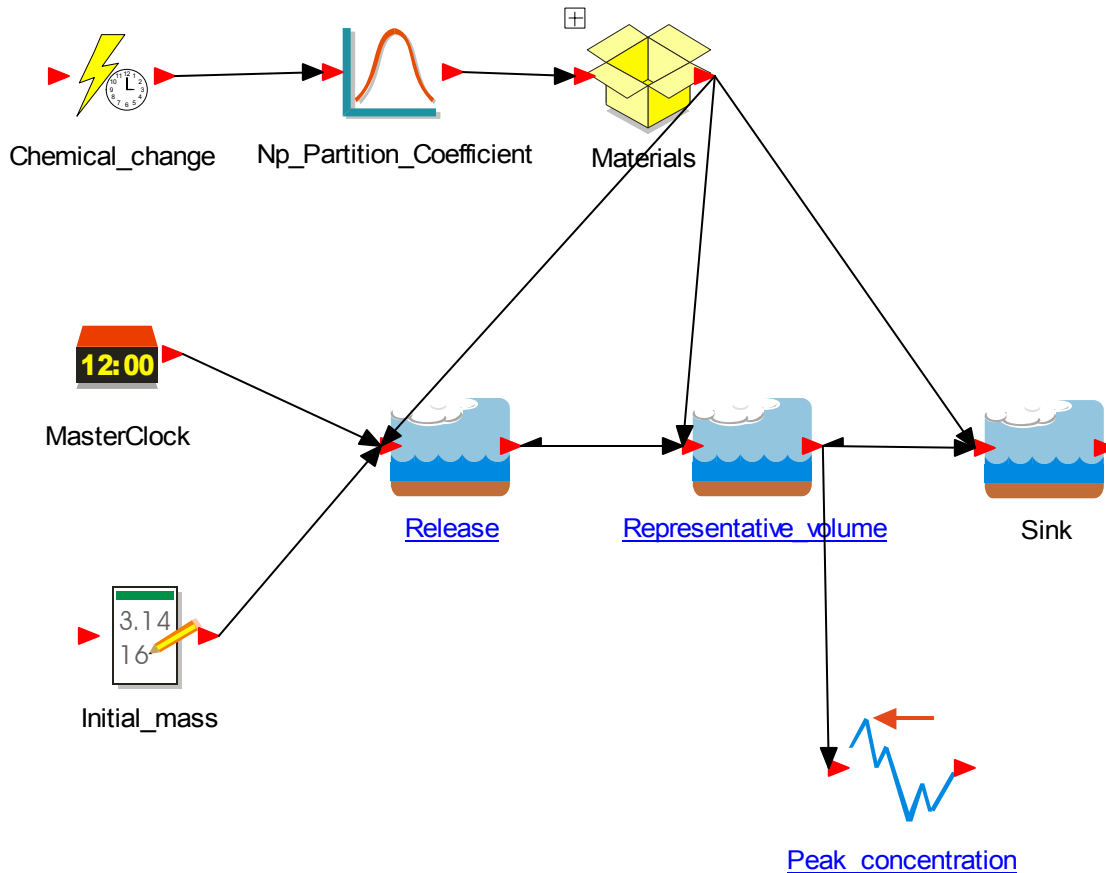 Chemical_change
Np_Partition_Coefficient
Materials
12:00
MasterClock
Release
Representative_volume
Sink
3.14
16
Initial_mass
Peak_concentration